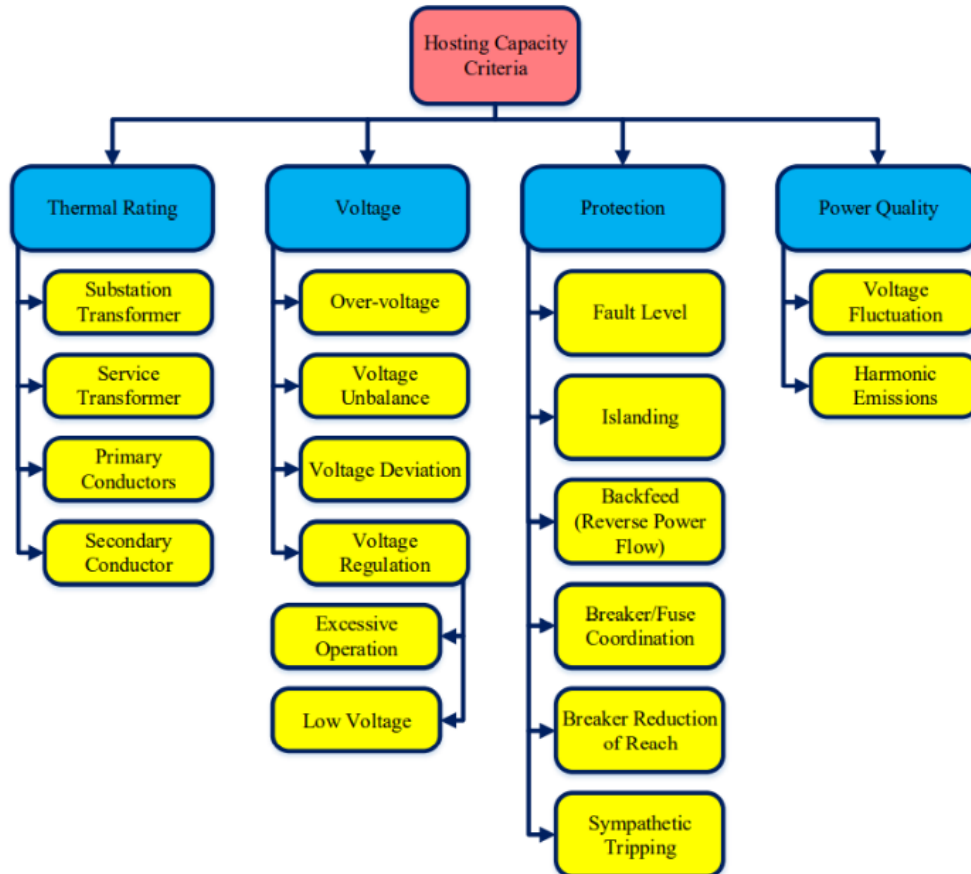 Hosting Capacity
Criteria
Thermal Rating
Substation
Transformer
Service
Transformer
Primary
Conductors
Secondary
Conductor
Voltage
Over-voltage
Voltage
Unbalance
Voltage Deviation
Voltage
Regulation
Excessive
Operation
Low Voltage
Protection
Fault Level
Islanding
Backfeed
(Reverse Power
Flow)
Breaker/Fuse
Coordination
Breaker Reduction
of Reach
Sympathetic
Tripping
Power Quality
Voltage
Fluctuation
Harmonic
Emissions